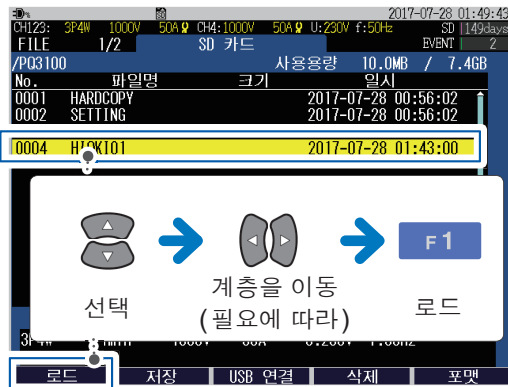 2017-07-28 01:49:43
CH123: 3P4W 1000V 50A CH4:1000V 50A U:230V f:50Hz SD 149days
FILE 1/2 SD 카드 EVENT 2
/PQ3100 사용용량 10.0MB / 7.4GB
No. 파일명 크기 일시
0001 HARDCOPY 2017-07-28 00:56:02
0002 SETTING 2017-07-28 00:56:02
0004 HIOKI01 2017-07-28 01:43:00
선택
계층을 이동
(필요에 따라)
F1
로드
로드 저장 USB 연결 삭제 포맷